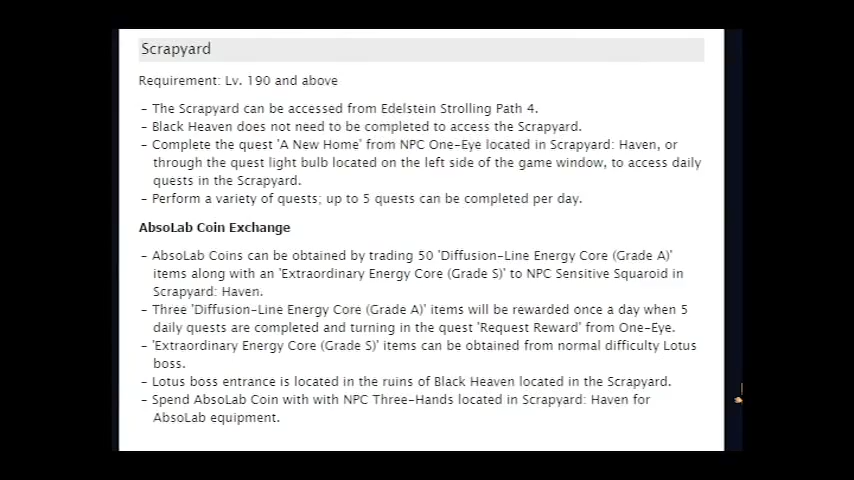 Scrapyard
Requirement: Lv. 190 and above
- The Scrapyard can be accessed from Edelstein Strolling Path 4.
- Black Heaven does not need to be completed to access the Scrapyard.
- Complete the quest 'A New Home' from NPC One-Eye located in Scrapyard: Haven, or
through the quest light bulb located on the left side of the game window, to access daily
quests in the Scrapyard.
- Perform a variety of quests; up to 5 quests can be completed per day.
AbsoLab Coin Exchange
- AbsoLab Coins can be obtained by trading 50 'Diffusion-Line Energy Core (Grade A)'
items along with an 'Extraordinary Energy Core (Grade S)' to NPC Sensitive Squaroid in
Scrapyard: Haven.
- Three 'Diffusion-Line Energy Core (Grade A)' items will be rewarded once a day when 5
daily quests are completed and turning in the quest 'Request Reward' from One-Eye.
- 'Extraordinary Energy Core (Grade S)' items can be obtained from normal difficulty Lotus
boss.
- Lotus boss entrance is located in the ruins of Black Heaven located in the Scrapyard.
- Spend AbsoLab Coin with with NPC Three-Hands located in Scrapyard: Haven for
AbsoLab equipment.